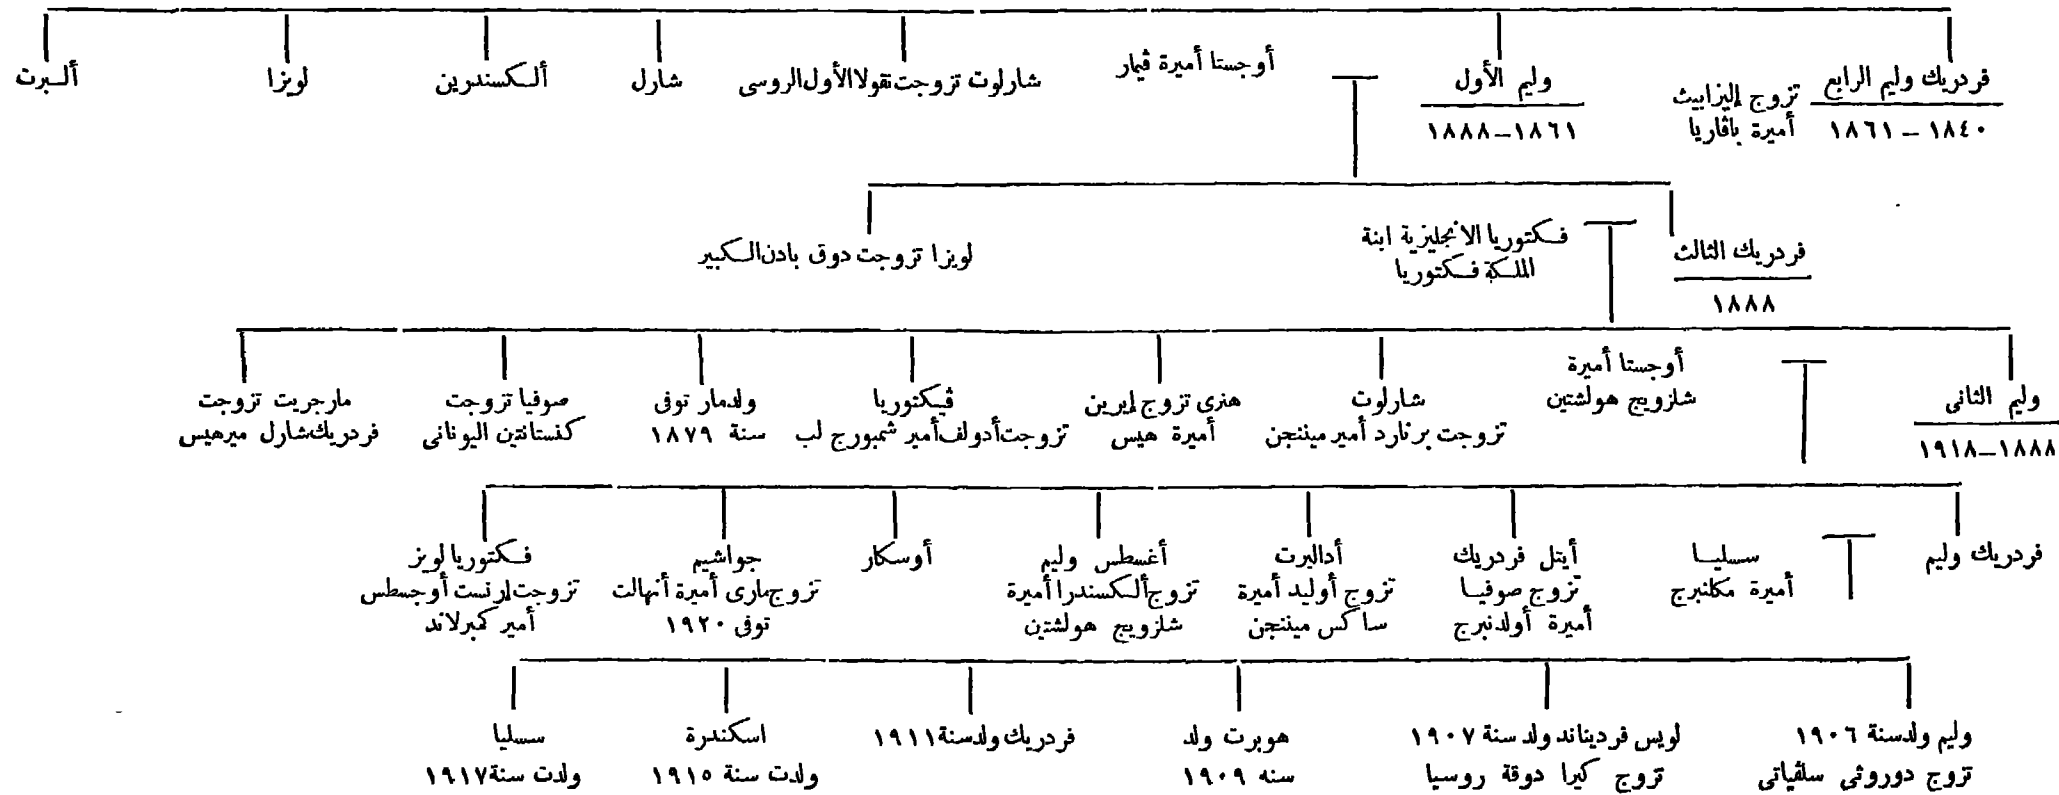 فردريك وليم الرابع
١٨٤٠ – ١٨٦١
تزوج إليزابيث
أميرة باڤاريا
وليم الأول
١٨٦١–١٨٨٨
أوجستا أميرة ڤيمار
شارلوت تزوجت نقولا الأول الروسى
شارل
ألكسندرين
لويزا
ألبرت
فردريك الثالث
١٨٨٨
فكتوريا الانجليزية ابنة
الملكة فكتوريا
لويزا تزوجت دوق بادن الكبير
وليم الثانى
١٨٨٨–١٩١٨
أوجستا أميرة
شلزويج هولشتين
شارلوت
تزوجت برنارد أمير ميننجن
هنرى تزوج إيرين
أميرة هيس
ڤيكتوريا
تزوجت أدولف أمير شمبورج لب
ولدمار توفى
سنة ١٨٧٩
صوفيا تزوجت
كنستانتين اليونانى
مارجريت تزوجت
فردريك شارل ميرهيس
فردريك وليم
سسليا
أميرة مكلنبرج
أيتل فردريك
تزوج صوفيا
أميرة أولدنبرج
أدالبرت
تزوج أوليد أميرة
ساكس ميننجن
أغسطس وليم
تزوج ألكسندرا أميرة
شلزويج هولشتين
أوسكار
جواشيم
تزوج مارى أميرة أنهالت
توفى ١٩٢٠
فكتوريا لويز
تزوجت إرنست أوجسطس
أمير كمبرلاند
وليم ولد سنة ١٩٠٦
تزوج دوروثى سلڤياتى
لويس فرديناند ولد سنة ١٩٠٧
تزوج كيرا دوقة روسيا
هوبرت ولد
سنه ١٩٠٩
فردريك ولد سنة ١٩١١
اسكندرة
ولدت سنة ١٩١٥
سسليا
ولدت سنة ١٩١٧